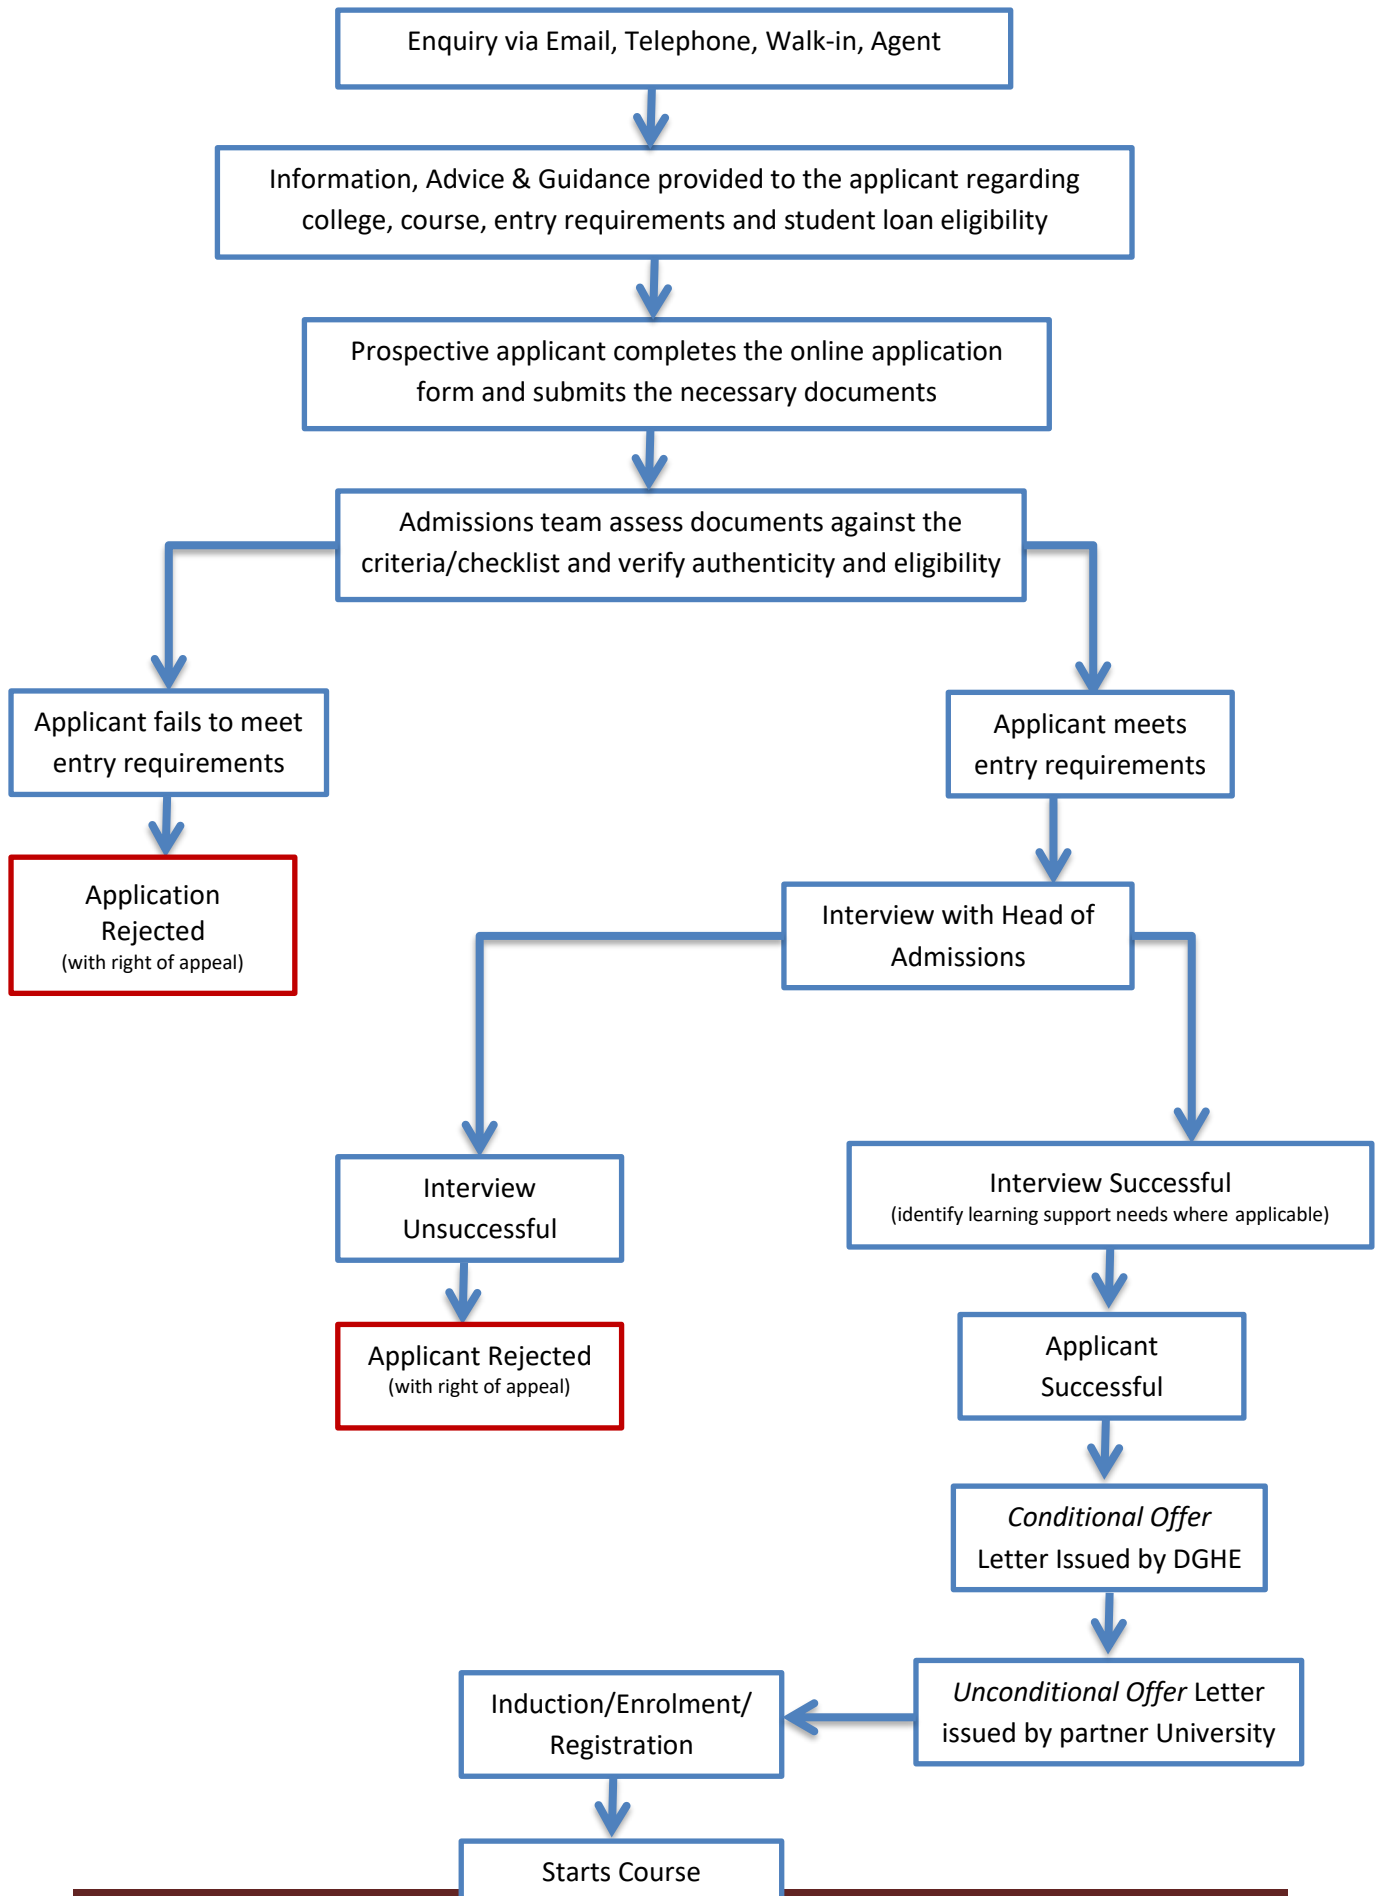 Enquiry via Email, Telephone, Walk-in, Agent
Information, Advice & Guidance provided to the applicant regarding
college, course, entry requirements and student loan eligibility
Prospective applicant completes the online application
form and submits the necessary documents
Admissions team assess documents against the
criteria/checklist and verify authenticity and eligibility
Applicant fails to meet
entry requirements
Applicant meets
entry requirements
Application
Rejected
(with right of appeal)
Interview with Head of
Admissions
Interview
Unsuccessful
Interview Successful
(identify learning support needs where applicable)
Applicant Rejected
(with right of appeal)
Applicant
Successful
Conditional Offer
Letter Issued by DGHE
Unconditional Offer Letter
issued by partner University
Induction/Enrolment/
Registration
Starts Course